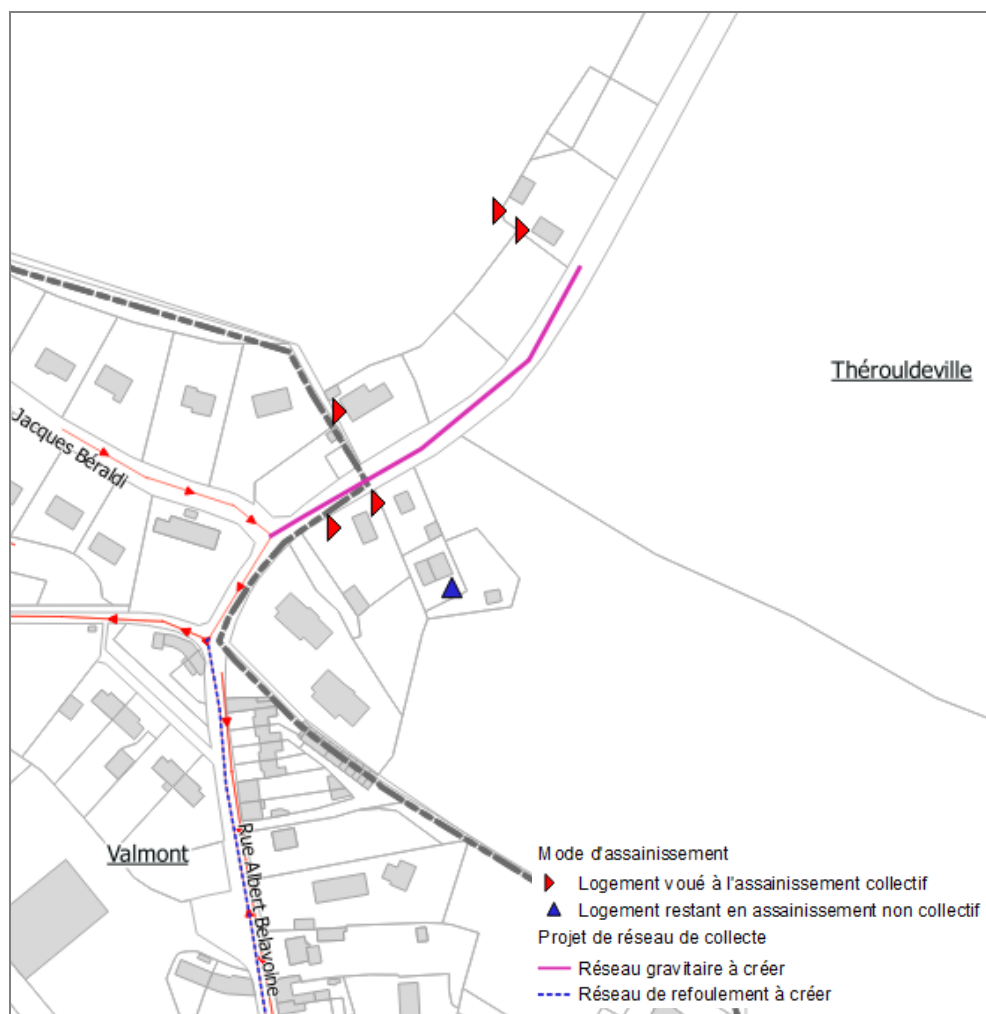 Thérouldeville
Jacques Béraldi
Valmont
Rue Albert Belavoine
Mode d'assainissement
Logement voué à l'assainissement collectif
Logement restant en assainissement non collectif
Projet de réseau de collecte
Réseau gravitaire à créer
Réseau de refoulement à créer